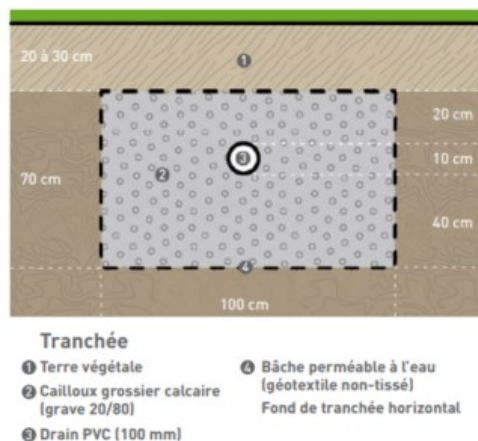 20 à 30 cm
1
20 cm
3
10 cm
2
70 cm
40 cm
4
100 cm
Tranchée
1 Terre végétale
2 Cailloux grossier calcaire
(grave 20/80)
3 Drain PVC (100 mm)
4 Bâche perméable à l'eau
(géotextile non-tissé)
Fond de tranchée horizontal